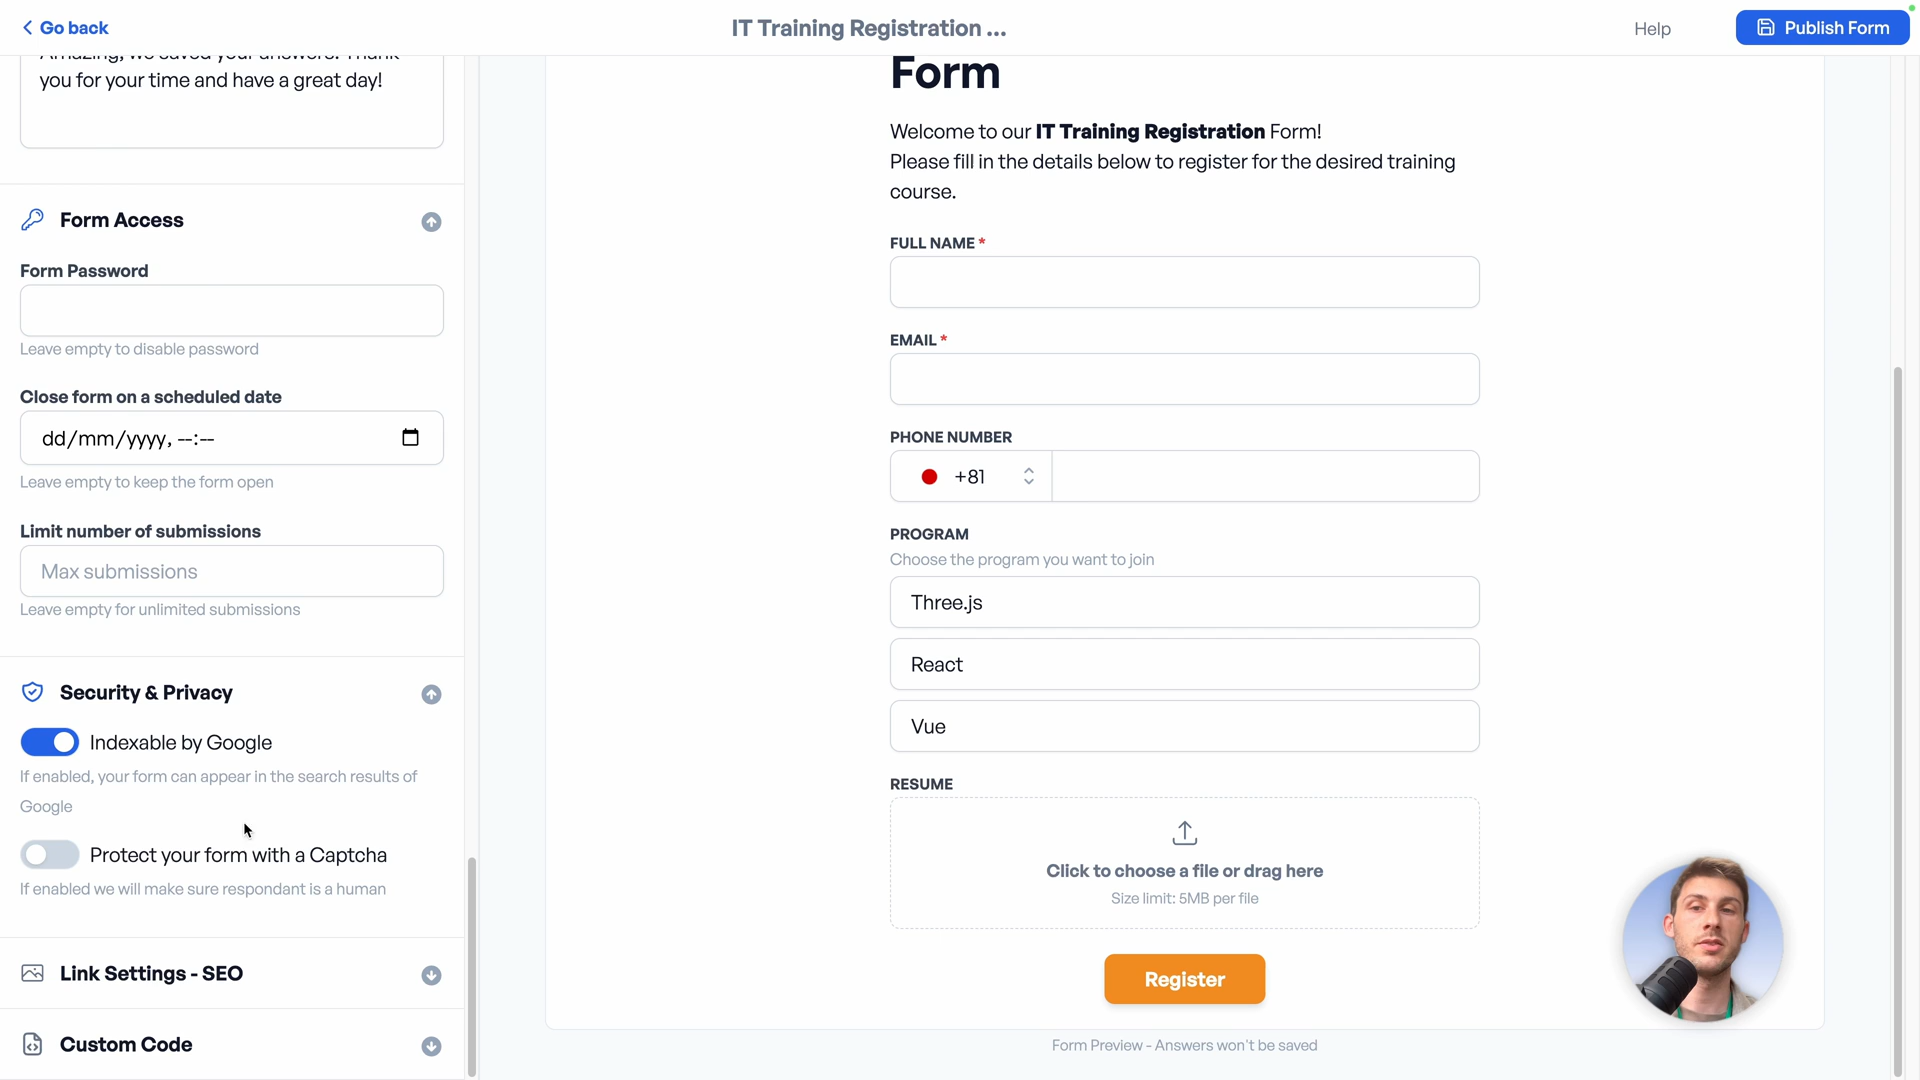 Go back
IT Training Registration ...
Help
Publish Form
Amazing, we saved your answers. Thank
you for your time and have a great day!
Form Access
Form Password
Leave empty to disable password
Close form on a scheduled date
dd/mm/yyyy, --:--
Leave empty to keep the form open
Limit number of submissions
Max submissions
Leave empty for unlimited submissions
Security & Privacy
Indexable by Google
If enabled, your form can appear in the search results of
Google
Protect your form with a Captcha
If enabled we will make sure respondant is a human
Link Settings - SEO
Custom Code
Form
Welcome to our IT Training Registration Form!
Please fill in the details below to register for the desired training
course.
FULL NAME *
EMAIL *
PHONE NUMBER
+81
PROGRAM
Choose the program you want to join
Three.js
React
Vue
RESUME
Click to choose a file or drag here
Size limit: 5MB per file
Register
Form Preview - Answers won't be saved